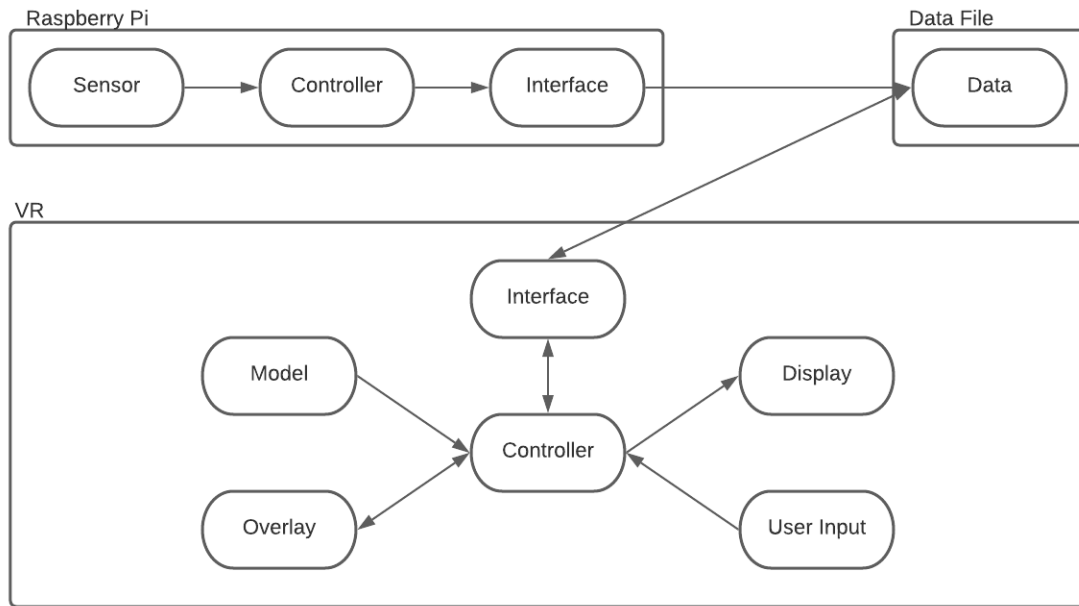 Raspberry Pi
Data File
Sensor
Controller
Interface
Data
VR
Interface
Model
Display
Controller
Overlay
User Input